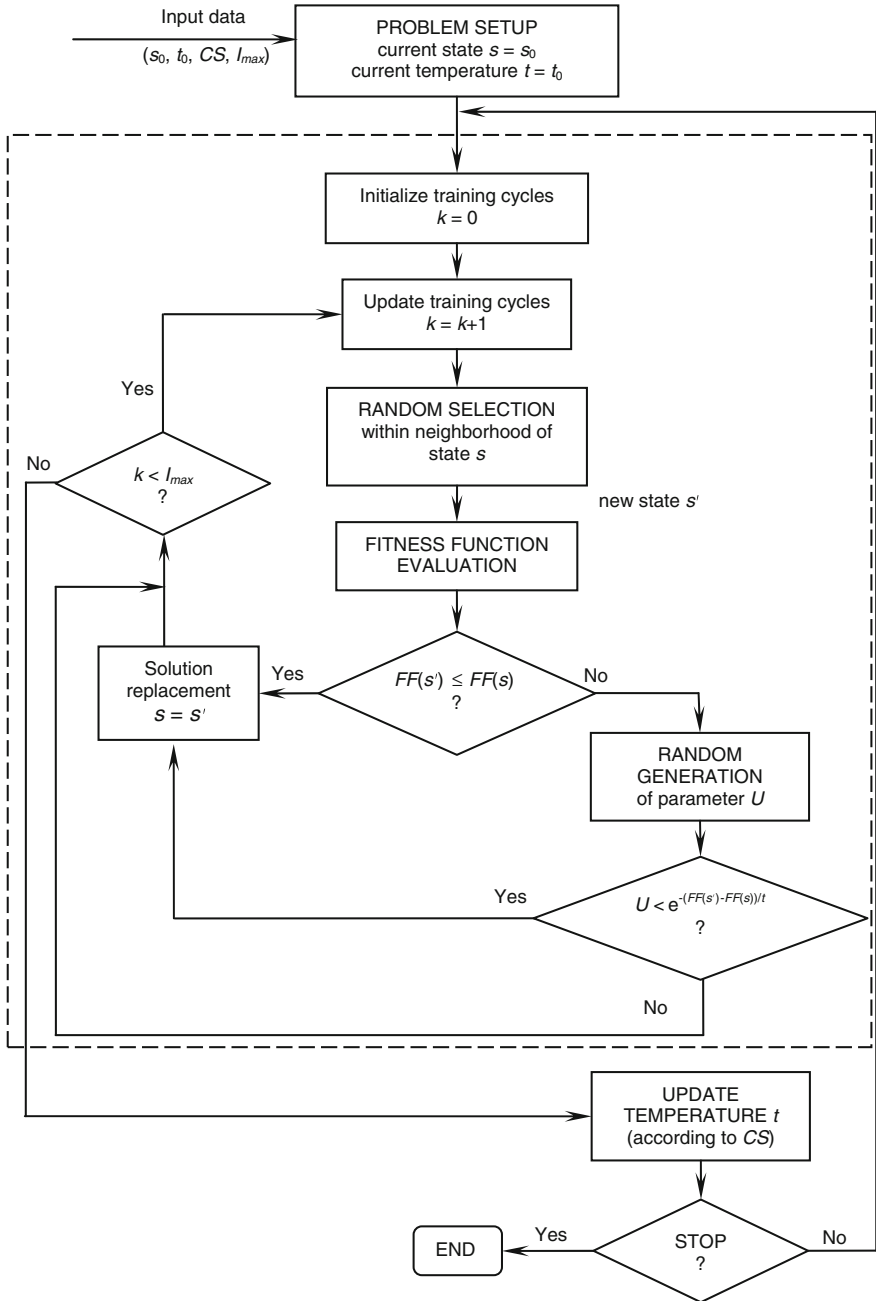 Input data
(s₀, t₀, CS, Iₘₐₓ)
PROBLEM SETUP
current state s = s₀
current temperature t = t₀
Initialize training cycles
k = 0
Update training cycles
k = k+1
Yes
RANDOM SELECTION
within neighborhood of
state s
No
k < Iₘₐₓ
?
new state s'
FITNESS FUNCTION
EVALUATION
Solution
replacement
s = s'
Yes
FF(s') ≤ FF(s)
?
No
RANDOM
GENERATION
of parameter U
Yes
U < e^-(FF(s')-FF(s))/t
?
No
UPDATE
TEMPERATURE t
(according to CS)
END
Yes
STOP
?
No